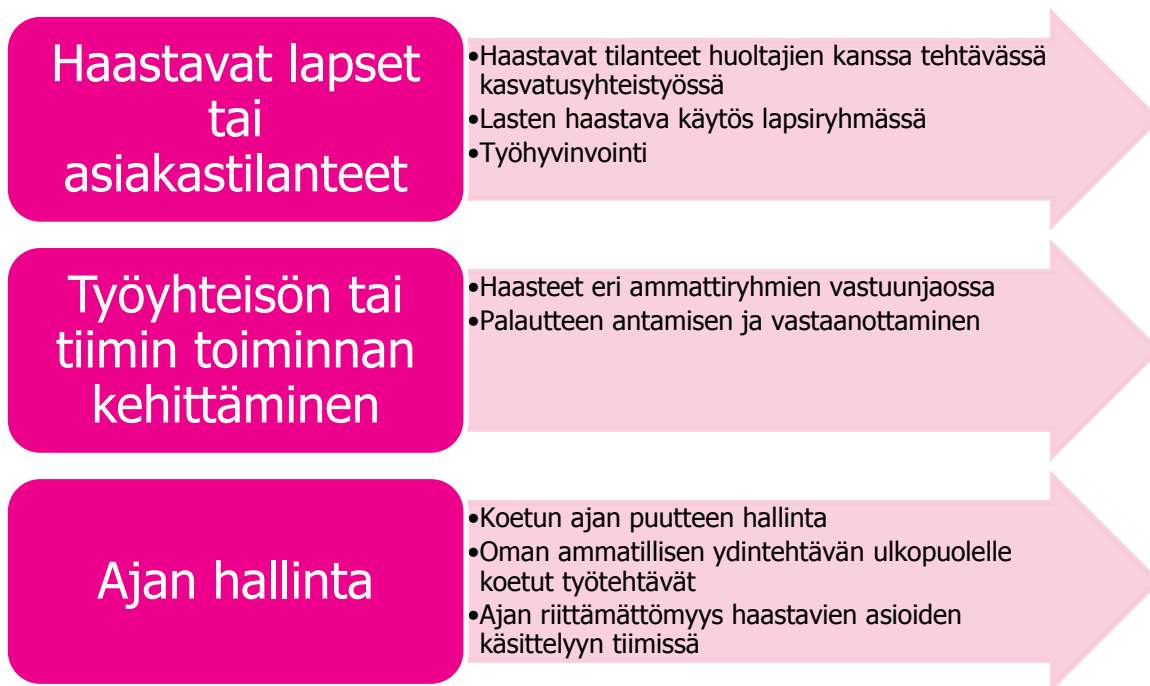 Haastavat lapset
tai
asiakastilanteet
•Haastavat tilanteet huoltajien kanssa tehtävässä
kasvatusyhteistyössä
•Lasten haastava käytös lapsiryhmässä
•Työhyvinvointi
Työyhteisön tai
tiimin toiminnan
kehittäminen
•Haasteet eri ammattiryhmien vastuunjaossa
•Palautteen antamisen ja vastaanottaminen
Ajan hallinta
•Koetun ajan puutteen hallinta
•Oman ammatillisen ydintehtävän ulkopuolelle
koetut työtehtävät
•Ajan riittämättömyys haastavien asioiden
käsittelyyn tiimissä